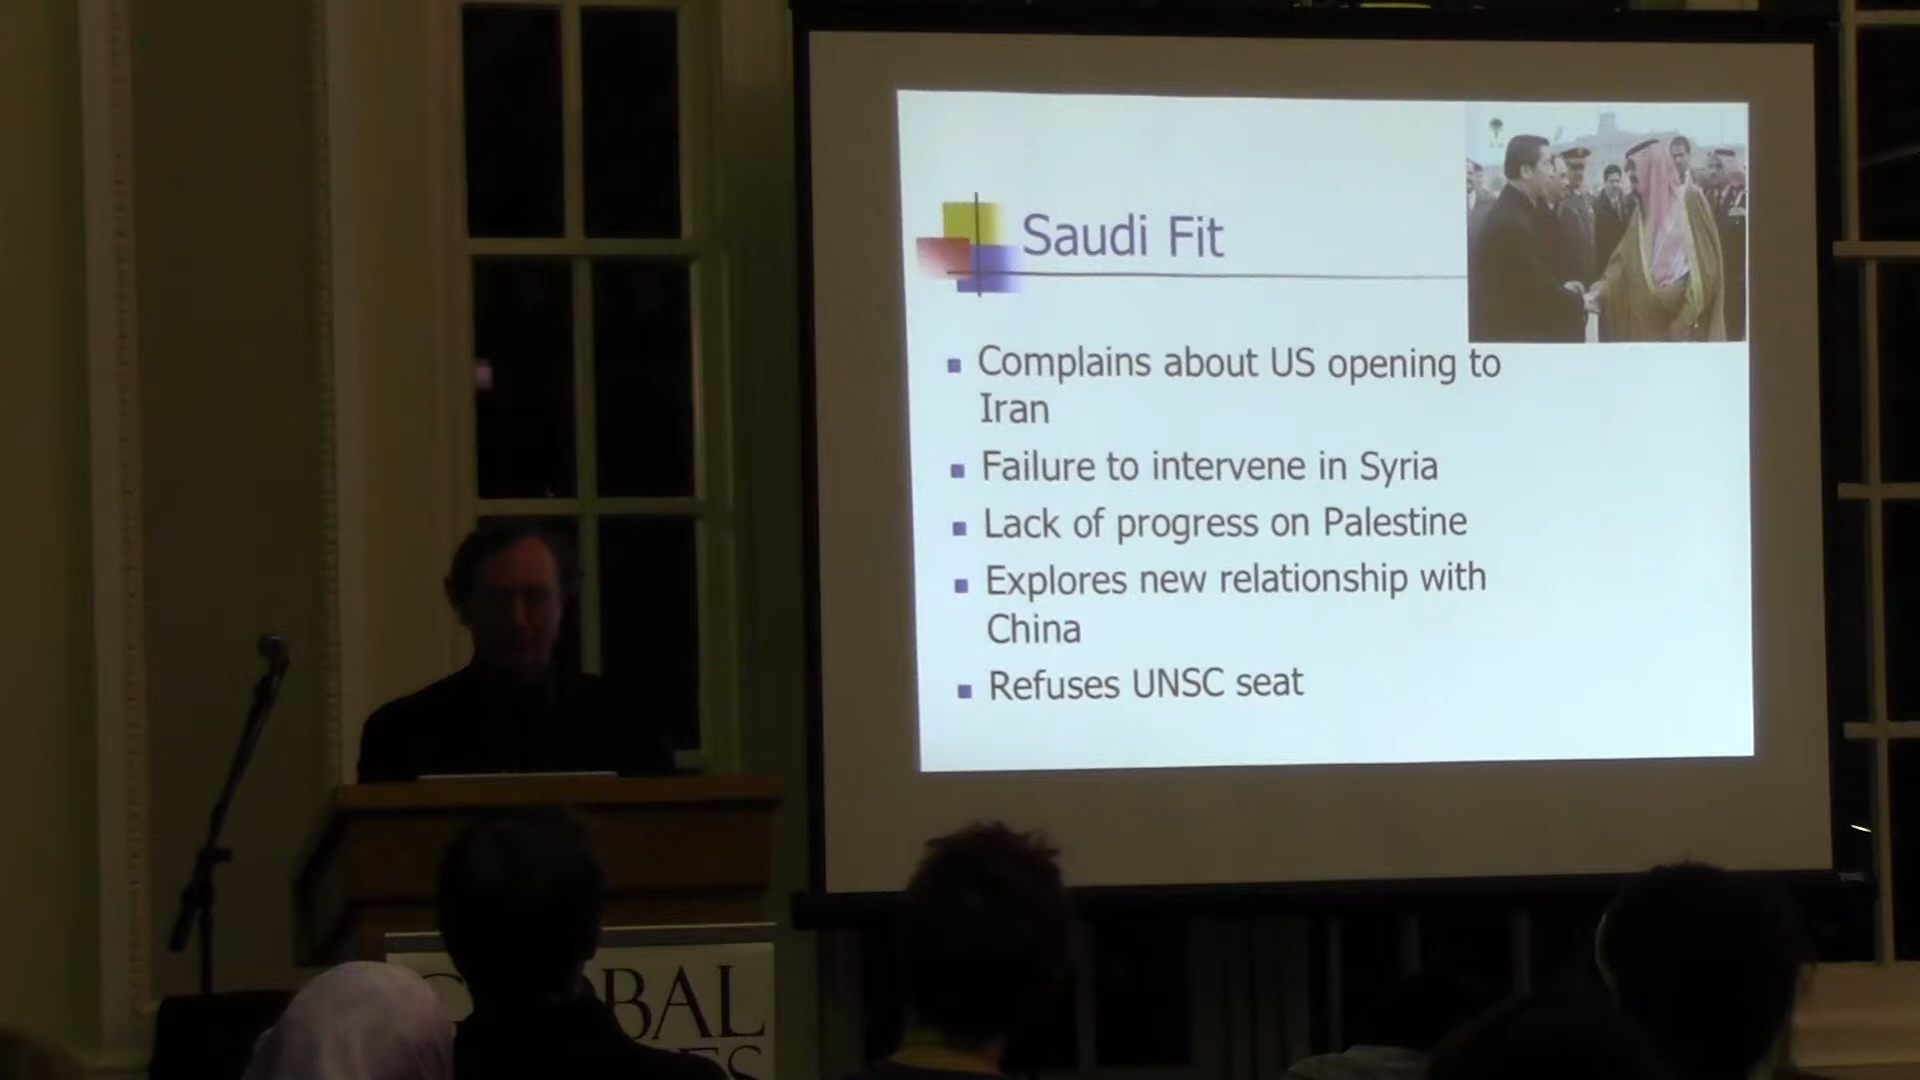 Saudi Fit
Complains about US opening to
Iran
Failure to intervene in Syria
Lack of progress on Palestine
Explores new relationship with
China
Refuses UNSC seat